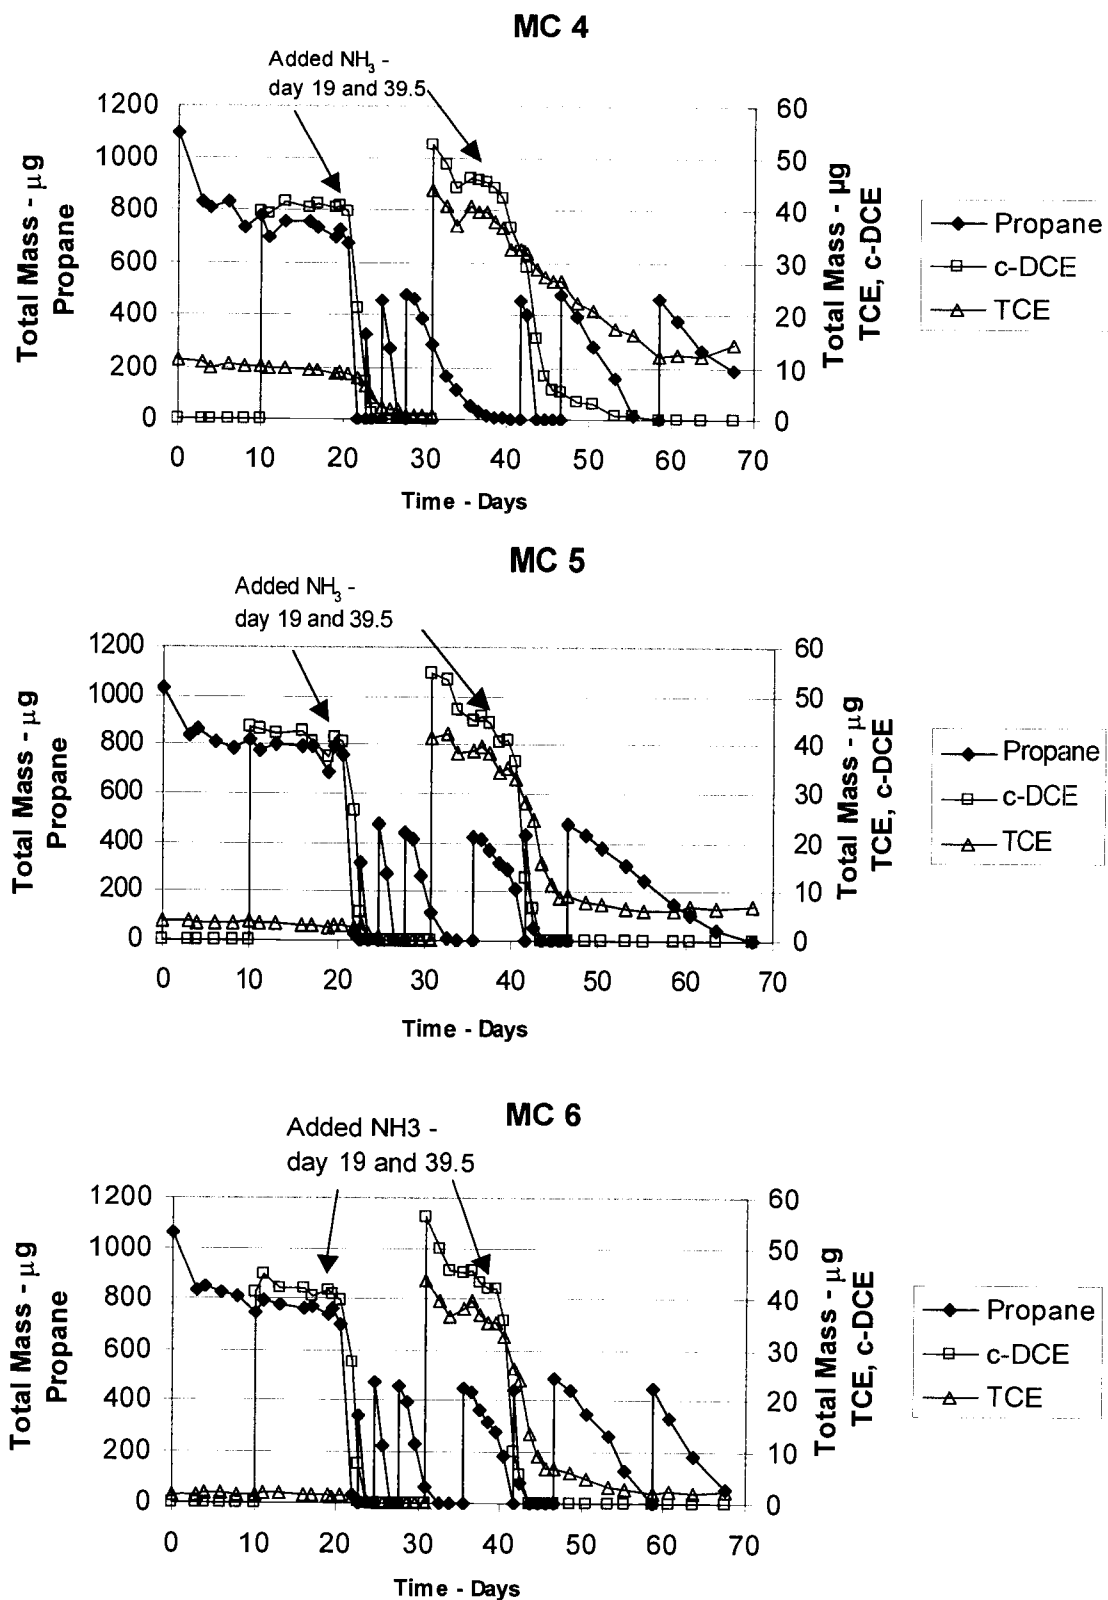 MC 4
Added NH₃ -
day 19 and 39.5
Total Mass - µg
Propane
1200
1000
800
600
400
200
0
60
50
40
30
20
10
0
Total Mass - µg
TCE, c-DCE
0 10 20 30 40 50 60 70
Time - Days
Propane
c-DCE
TCE
MC 5
Added NH₃ -
day 19 and 39.5
Total Mass - µg
Propane
1200
1000
800
600
400
200
0
60
50
40
30
20
10
0
Total Mass - µg
TCE, c-DCE
0 10 20 30 40 50 60 70
Time - Days
Propane
c-DCE
TCE
MC 6
Added NH3 -
day 19 and 39.5
Total Mass - µg
Propane
1200
1000
800
600
400
200
0
60
50
40
30
20
10
0
Total Mass - µg
TCE, c-DCE
0 10 20 30 40 50 60 70
Time - Days
Propane
c-DCE
TCE